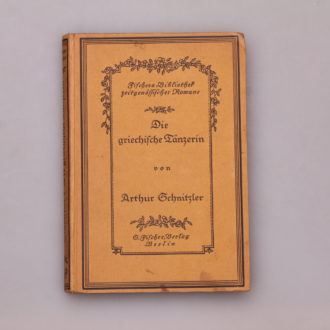 Fischers Bibliothek
zeitgenössischer Romane
Die
griechische Tänzerin
von
Arthur Schnitzler
S. Fischer, Verlag
Berlin